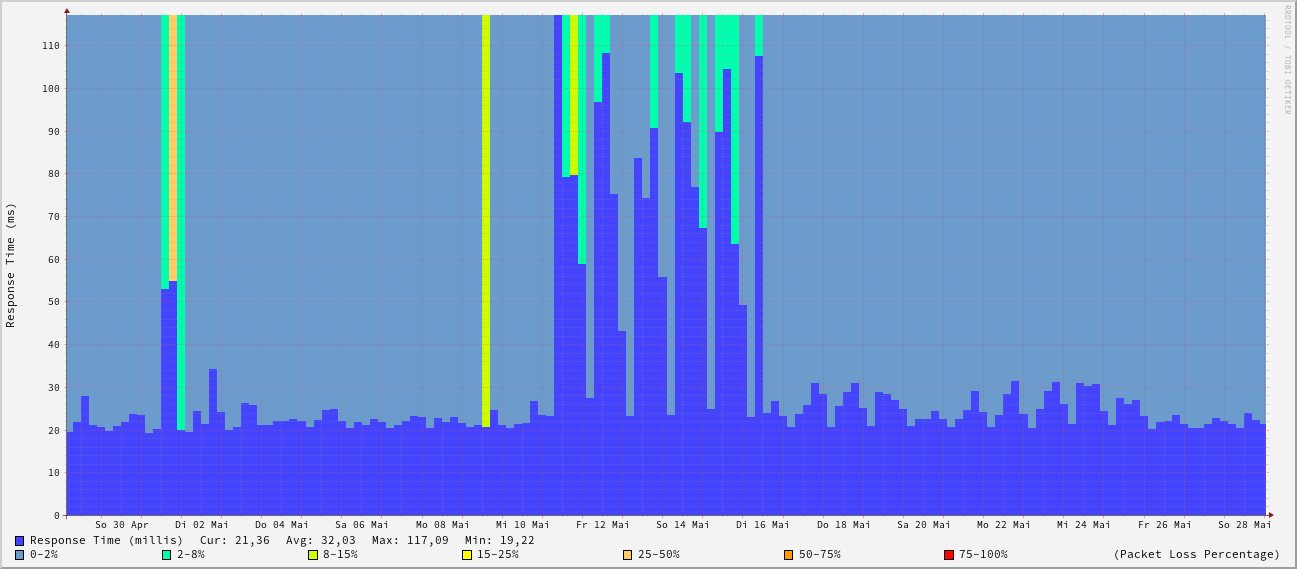 RRDTOOL / TOBI OETIKER
Response Time (ms)
110
100
90
80
70
60
50
40
30
20
10
0
So 30 Apr Di 02 Mai Do 04 Mai Sa 06 Mai Mo 08 Mai Mi 10 Mai Fr 12 Mai So 14 Mai Di 16 Mai Do 18 Mai Sa 20 Mai Mo 22 Mai Mi 24 Mai Fr 26 Mai So 28 Mai
Response Time (millis) Cur: 21,36 Avg: 32,03 Max: 117,09 Min: 19,22
0-2% 2-8% 8-15% 15-25% 25-50% 50-75% 75-100% (Packet Loss Percentage)